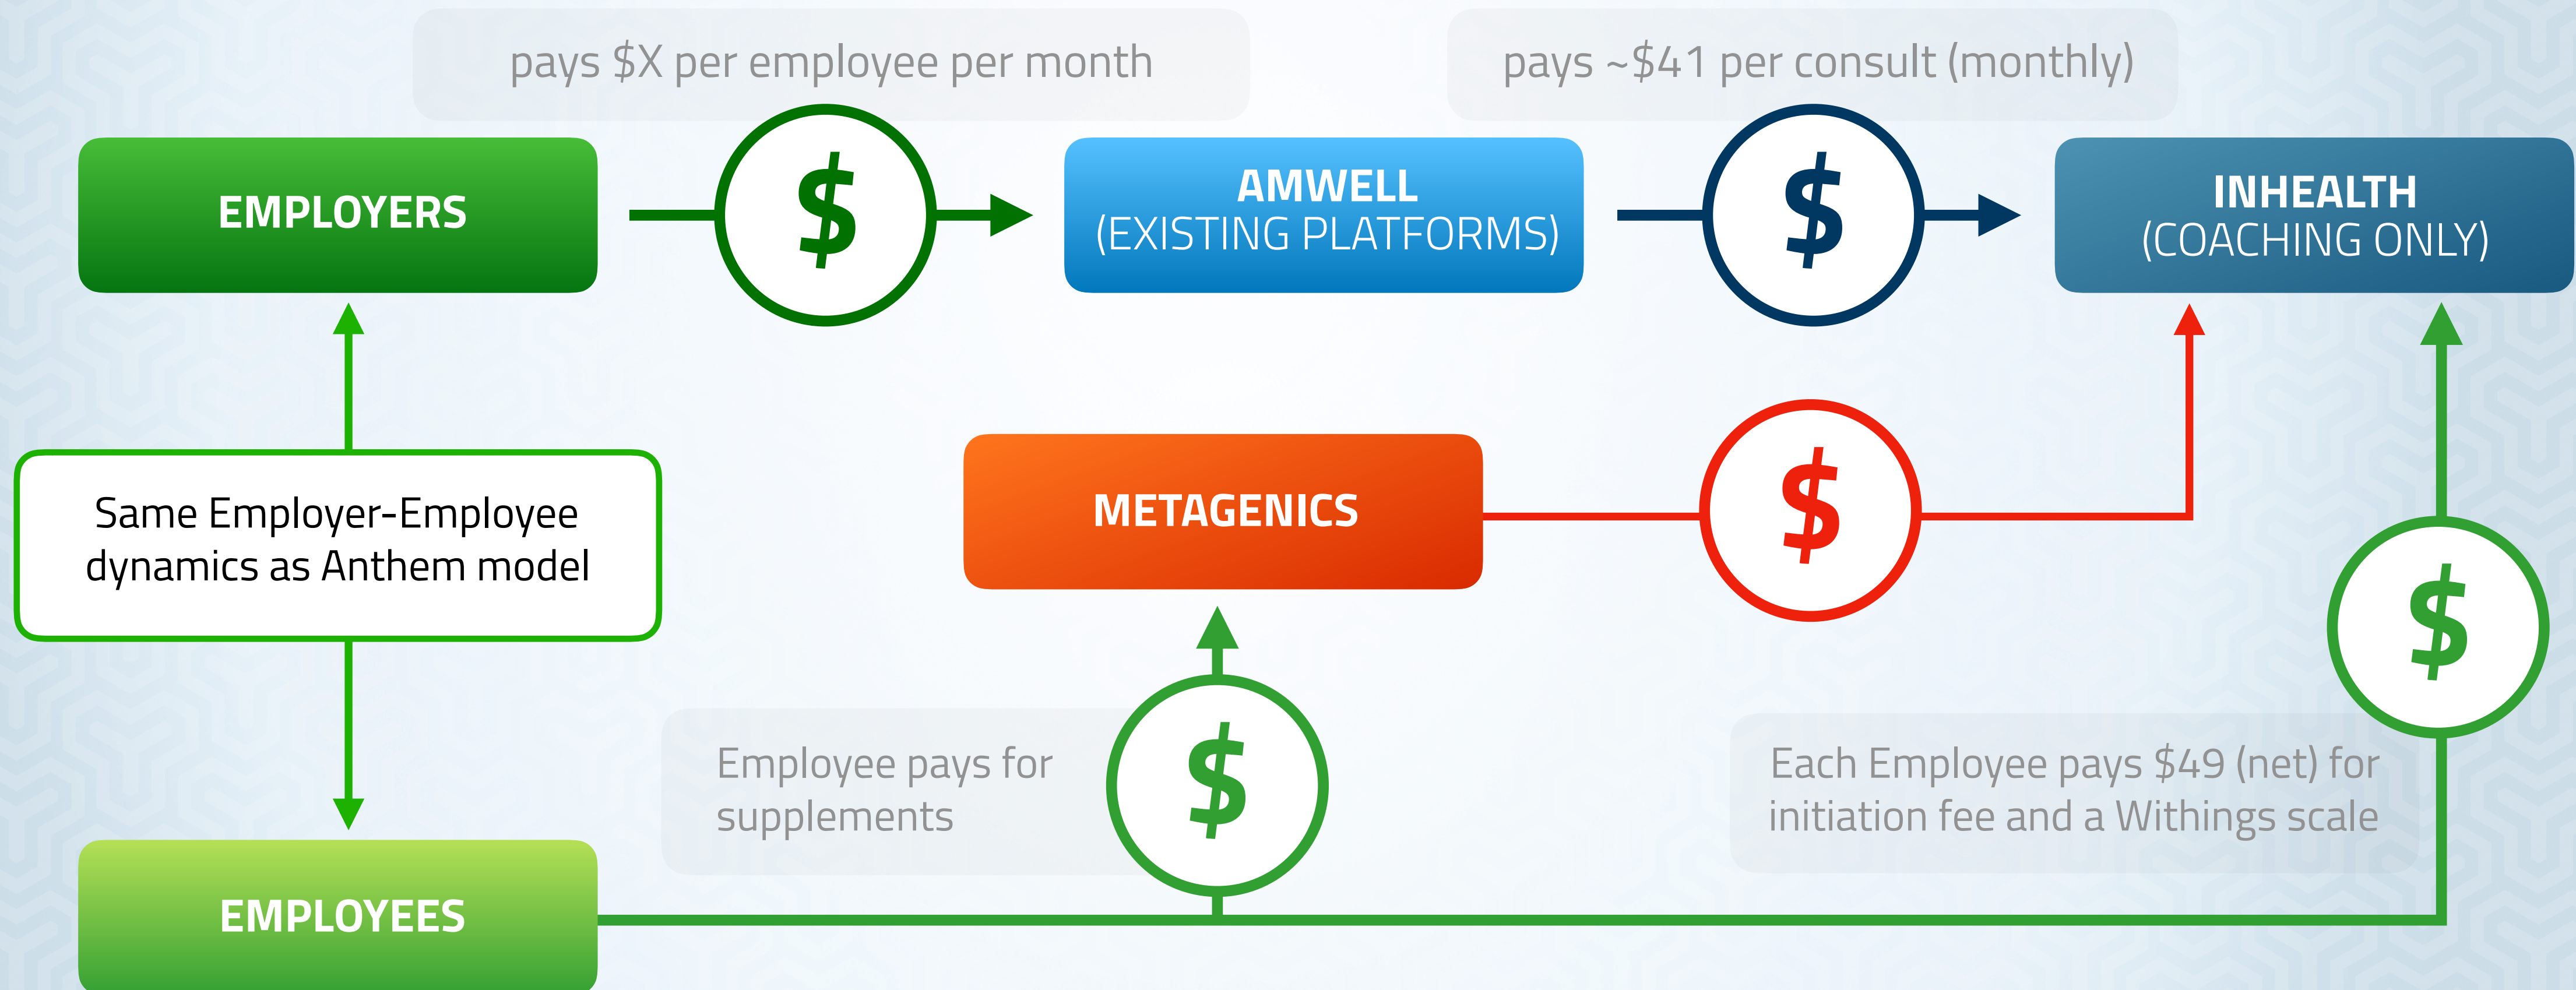 pays $X per employee per month
pays ~$41 per consult (monthly)
EMPLOYERS
$
AMWELL
(EXISTING PLATFORMS)
$
INHEALTH
(COACHING ONLY)
Same Employer-Employee
dynamics as Anthem model
METAGENICS
$
$
Employee pays for
supplements
$
Each Employee pays $49 (net) for
initiation fee and a Withings scale
EMPLOYEES